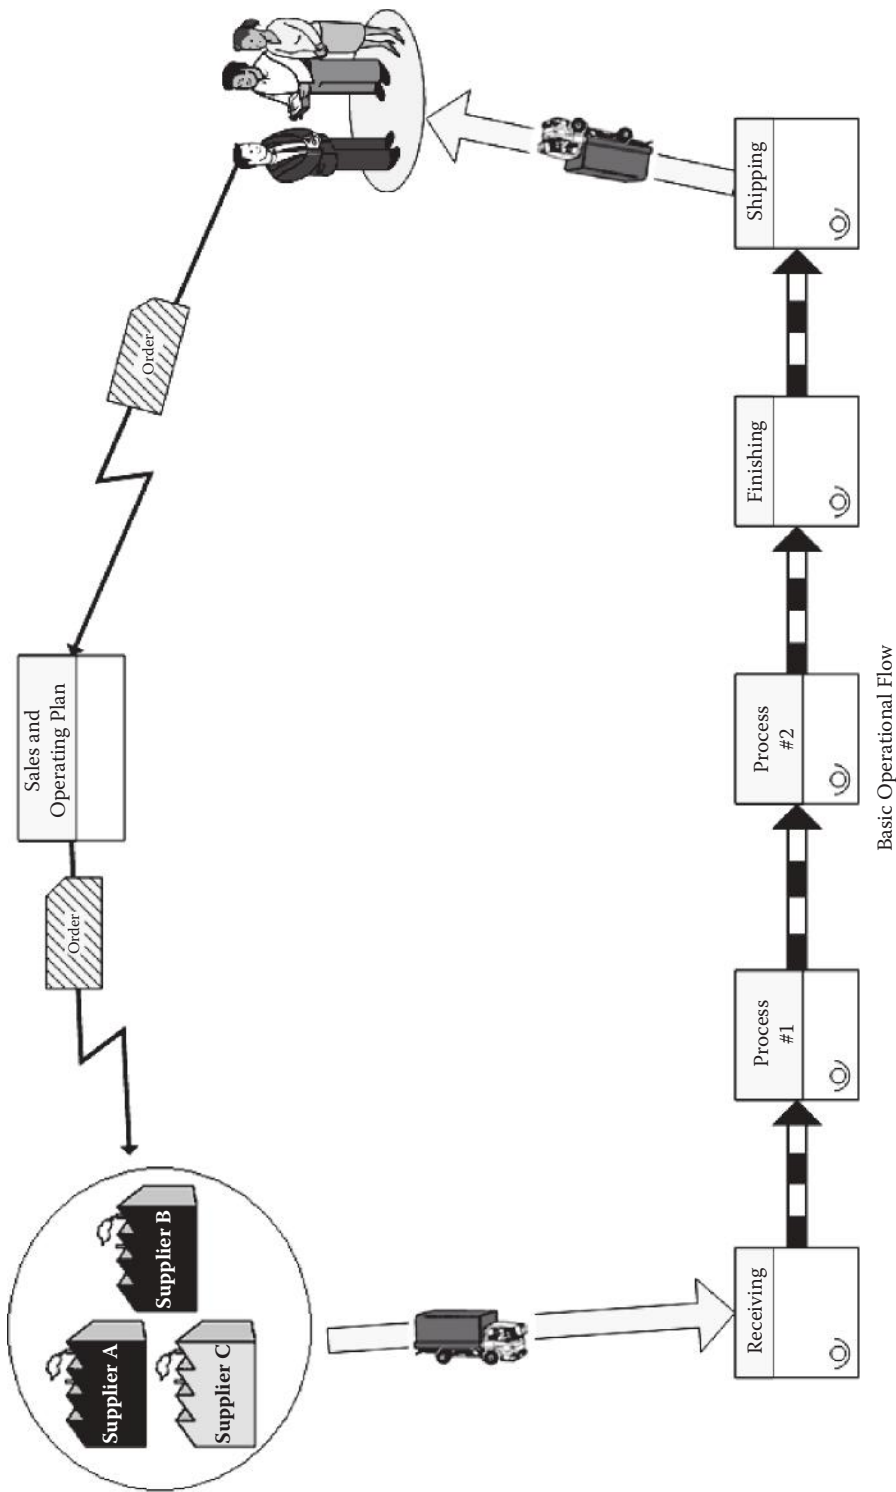 Supplier A
Supplier B
Supplier C
Order
Sales and
Operating Plan
Order
Receiving
Process
#1
Process
#2
Finishing
Shipping
Basic Operational Flow